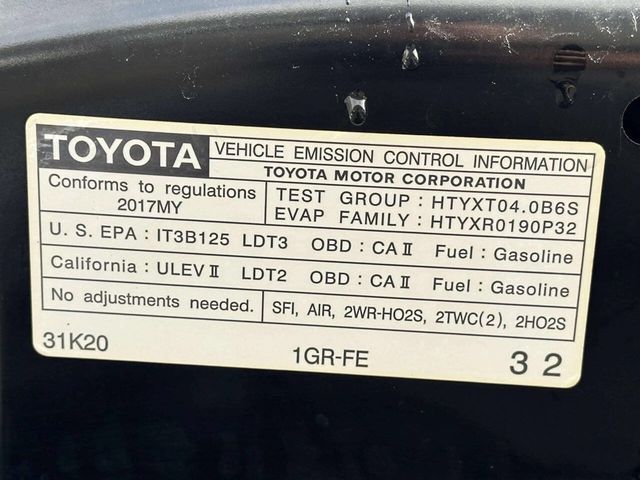 TOYOTA VEHICLE EMISSION CONTROL INFORMATION
TOYOTA MOTOR CORPORATION
Conforms to regulations
2017MY
TEST GROUP : HTYXT04.0B6S
EVAP FAMILY: HTYXR0190P32
U. S. EPA : IT3B125 LDT3 OBD : CA II Fuel : Gasoline
California : ULEV II LDT2 OBD : CA II Fuel : Gasoline
No adjustments needed. SFI, AIR, 2WR-HO2S, 2TWC(2), 2HO2S
31K20 1GR-FE 3 2